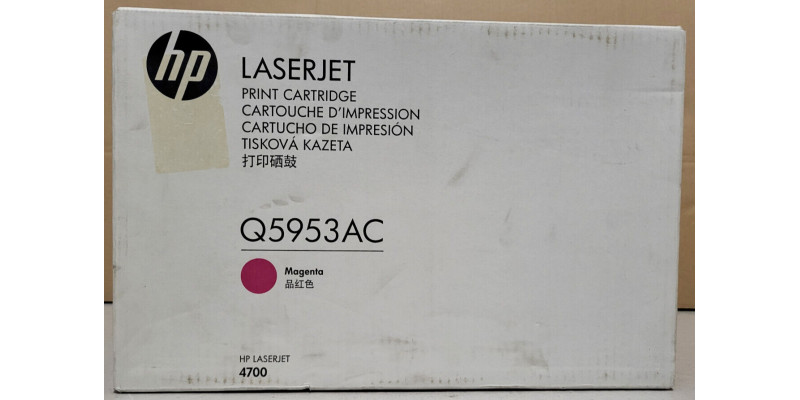 hp
LASERJET
PRINT CARTRIDGE
CARTOUCHE D'IMPRESSION
CARTUCHO DE IMPRESIÓN
TISKOVÁ KAZETA
打印硒鼓
Q5953AC
Magenta
品红色
HP LASERJET
4700